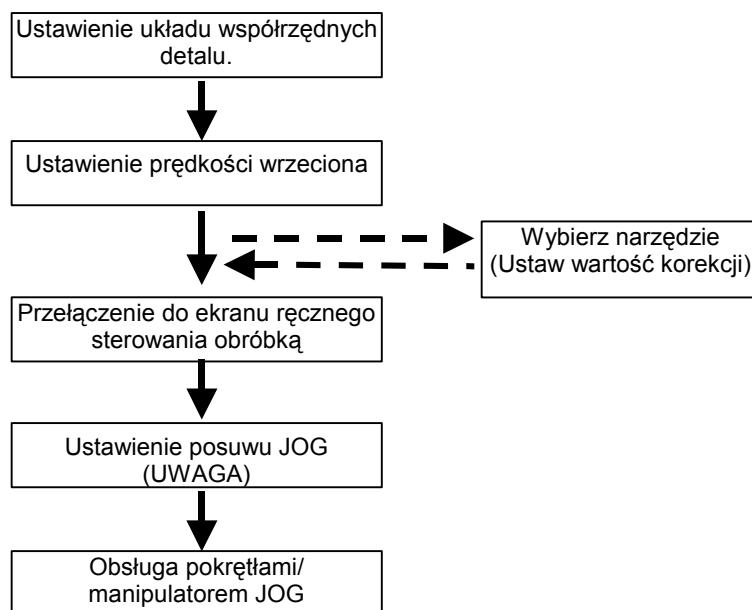 Ustawienie układu współrzędnych
detalu.
Ustawienie prędkości wrzeciona
Wybierz narzędzie
(Ustaw wartość korekcji)
Przełączenie do ekranu ręcznego
sterowania obróbką
Ustawienie posuwu JOG
(UWAGA)
Obsługa pokrętłami/
manipulatorem JOG